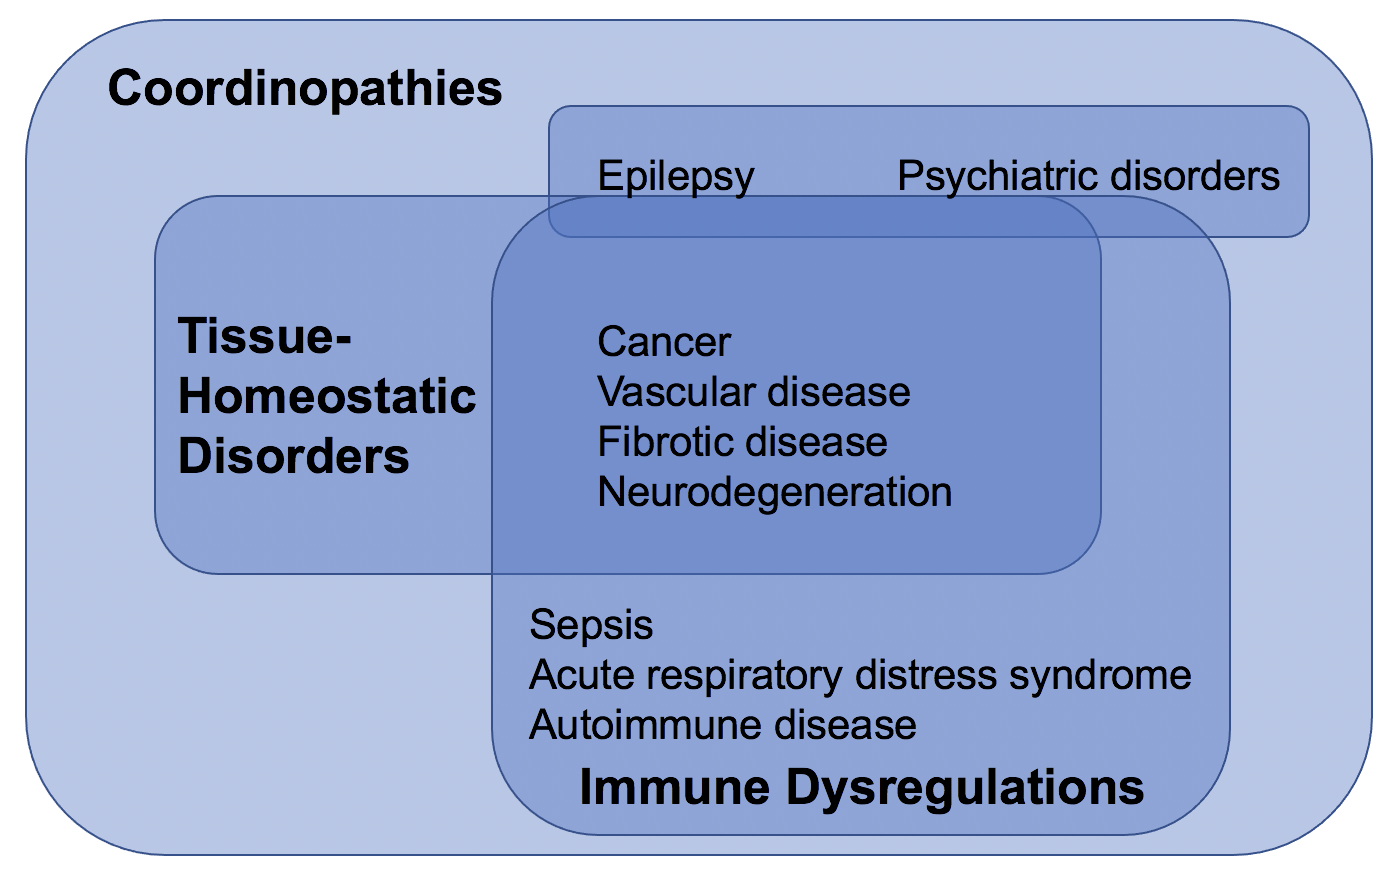 Coordinopathies
Epilepsy
Psychiatric disorders
Tissue-
Homeostatic
Disorders
Cancer
Vascular disease
Fibrotic disease
Neurodegeneration
Sepsis
Acute respiratory distress syndrome
Autoimmune disease
Immune Dysregulations